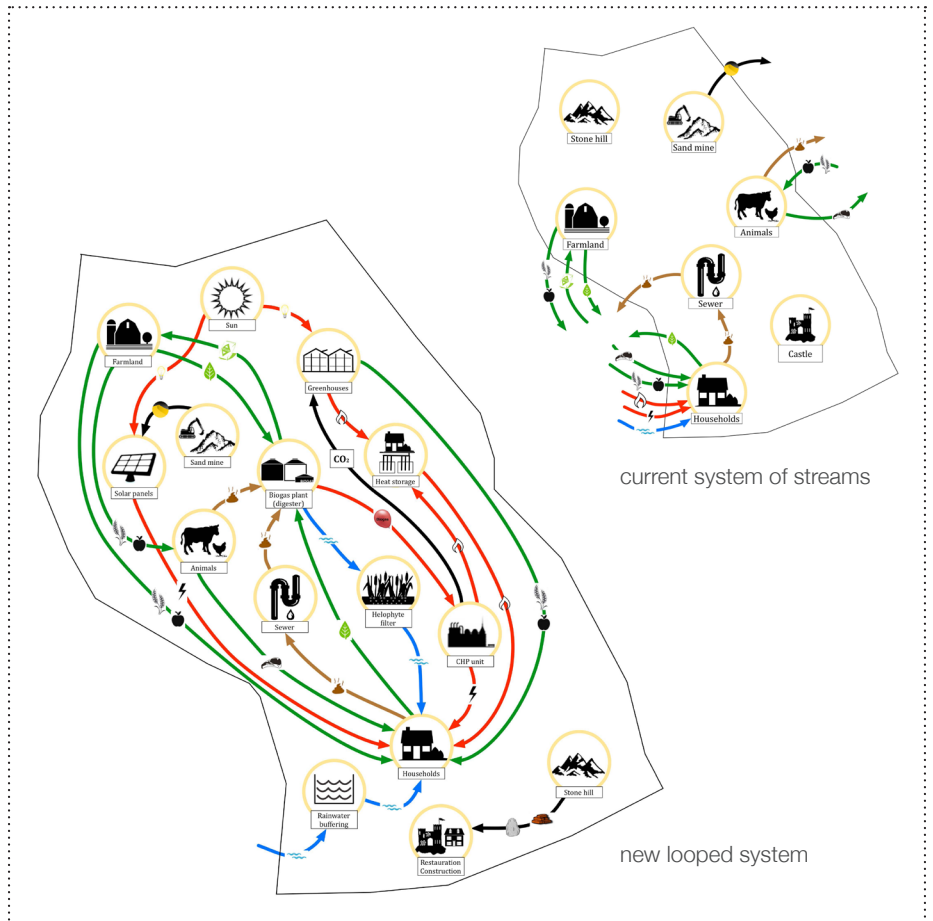 Stone hill
Sand mine
Animals
Farmland
Sewer
Castle
Households
current system of streams
Sun
Farmland
Greenhouses
CO₂
Sand mine
Heat storage
Solar panels
Biogas plant
(digester)
Animals
Helophyte
filter
Sewer
CHP unit
Households
Stone hill
Rainwater
buffering
Restauration
Construction
new looped system